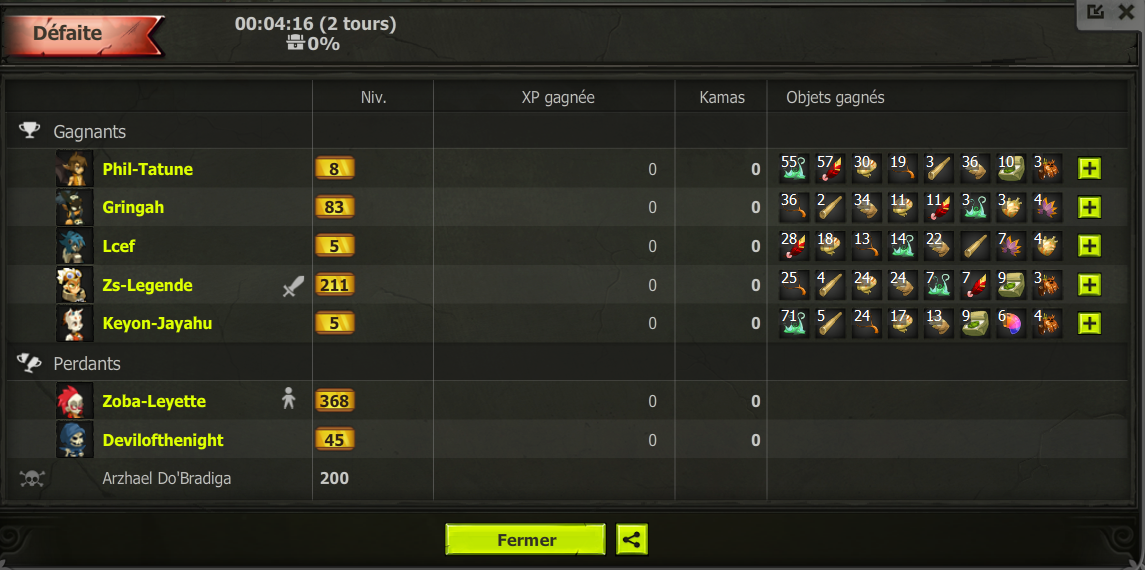 Défaite
00:04:16 (2 tours)
0%
Niv. XP gagnée Kamas Objets gagnés
Gagnants
Phil-Tatune 8 0 0 55 57 30 19 3 36 10 3
Gringah 83 0 0 36 2 34 11 11 3 3 4
Lcef 5 0 0 28 18 13 14 22 7 4
Zs-Legende 211 0 0 25 4 24 24 7 7 9 3
Keyon-Jayahu 5 0 0 71 5 24 17 13 9 6 4
Perdants
Zoba-Leyette 368 0 0
Devilofthenight 45 0 0
Arzhael Do'Bradiga 200
Fermer